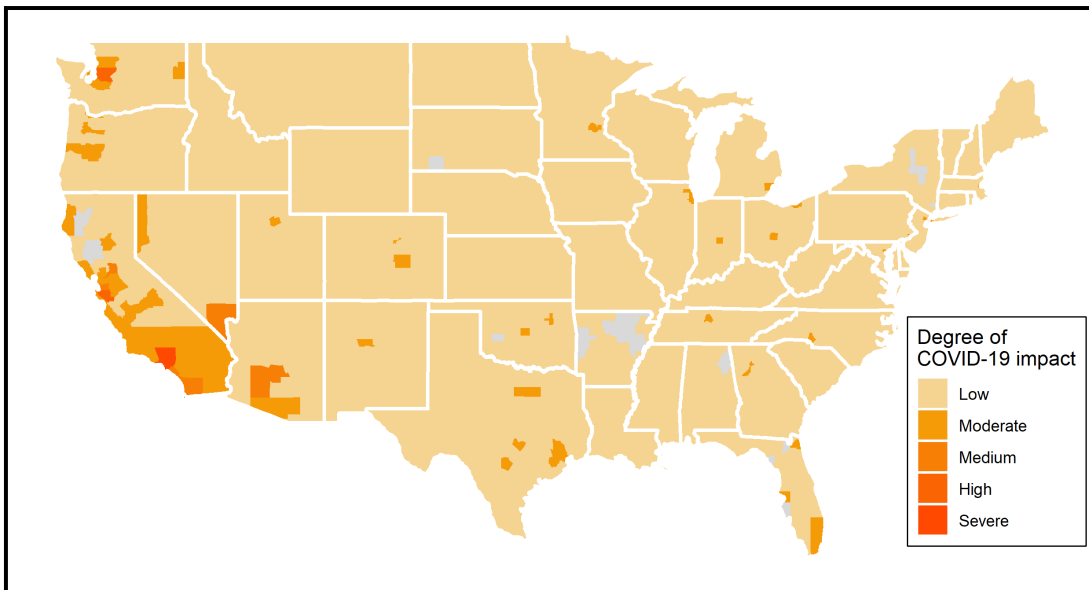 Degree of
COVID-19 impact
Low
Moderate
Medium
High
Severe